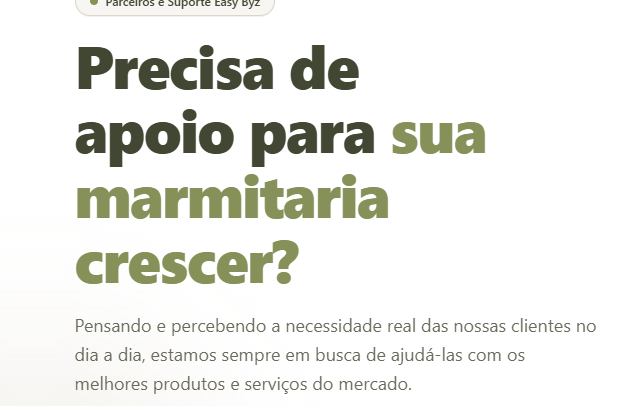 Parceiros e Suporte Easy Byz
Precisa de
apoio para sua
marmitaria
crescer?
Pensando e percebendo a necessidade real das nossas clientes no
dia a dia, estamos sempre em busca de ajudá-las com os
melhores produtos e serviços do mercado.